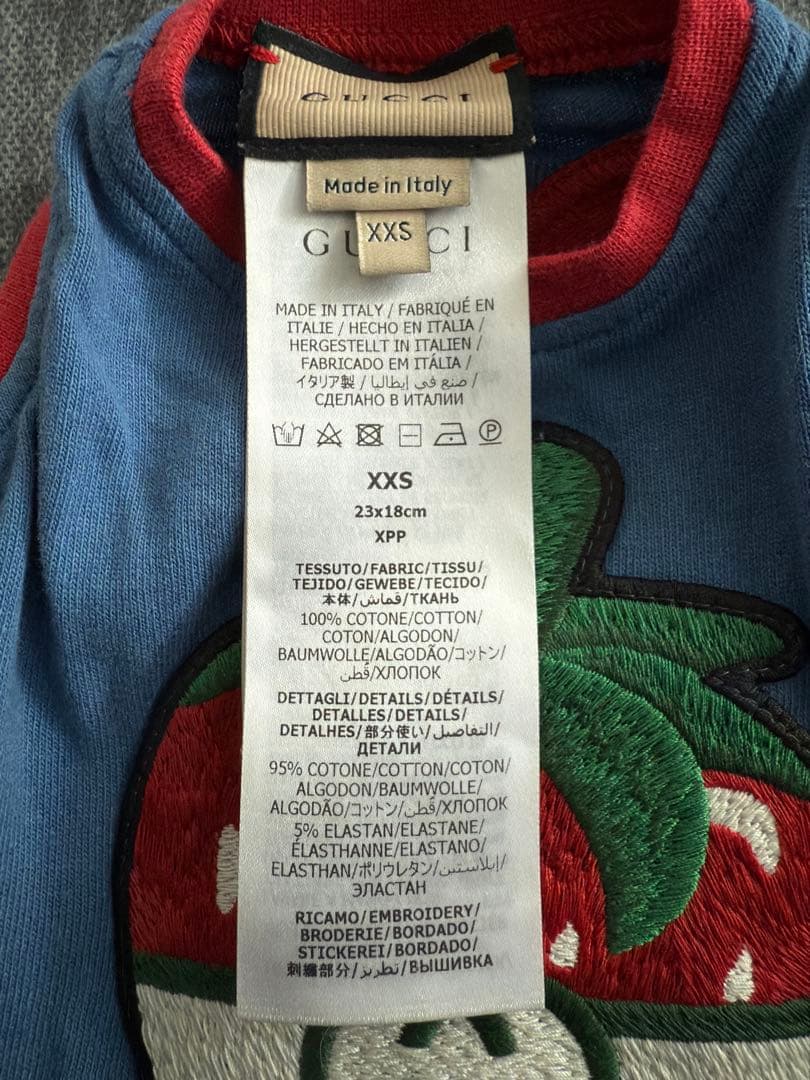 GUCCI
Made in Italy
XXS
GUCCI
MADE IN ITALY / FABRIQUÉ EN
ITALIE / HECHO EN ITALIA /
HERGESTELLT IN ITALIEN /
FABRICADO EM ITÁLIA /
イタリア製 / صنع في إيطاليا /
СДЕЛАНО В ИТАЛИИ
P
XXS
23x18cm
XPP
TESSUTO/FABRIC/TISSU/
TEJIDO/GEWEBE/TECIDO/
本体/قماش/ТКАНЬ
100% COTONE/COTTON/
COTON/ALGODON/
BAUMWOLLE/ALGODÃO/コットン/
قطن/ХЛОПОК
DETTAGLI/DETAILS/DÉTAILS/
DETALLES/DETAILS/
DETALHES/部分使い/التفاصيل/
ДЕТАЛИ
95% COTONE/COTTON/COTON/
ALGODON/BAUMWOLLE/
ALGODÃO/コットン/قطن/ХЛОПОК
5% ELASTAN/ELASTANE/
ÉLASTHANNE/ELASTANO/
ELASTHAN/ポリウレタン/إيلاستين/
ЭЛАСТАН
RICAMO/EMBROIDERY/
BRODERIE/BORDADO/
STICKEREI/BORDADO/
刺繍部分/تطريز/ВЫШИВКА